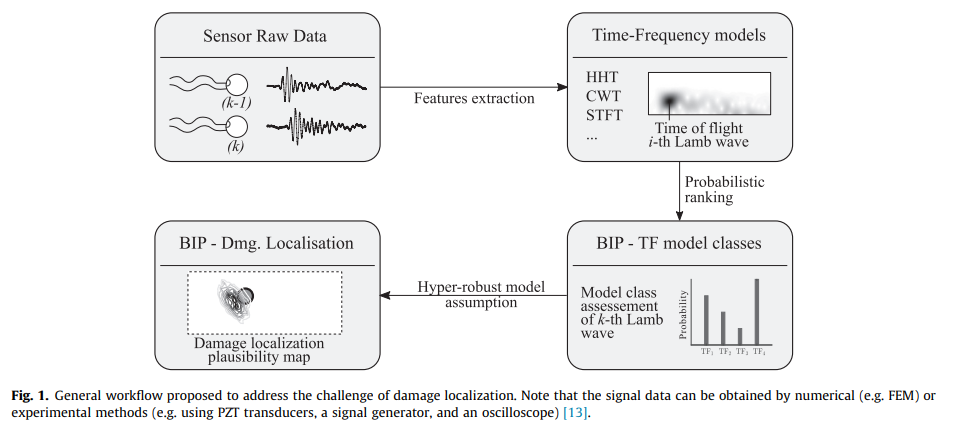 Sensor Raw Data
(k-1)
(k)
Features extraction
Time-Frequency models
HHT
CWT
STFT
...
Time of flight
i-th Lamb wave
Probabilistic
ranking
BIP - TF model classes
Model class
assessement
of k-th Lamb
wave
Probability
TF₁ TF₂ TF₃ TF₄
Hyper-robust model
assumption
BIP - Dmg. Localisation
Damage localization
plausibility map
Fig. 1. General workflow proposed to address the challenge of damage localization. Note that the signal data can be obtained by numerical (e.g. FEM) or
experimental methods (e.g. using PZT transducers, a signal generator, and an oscilloscope) [13].